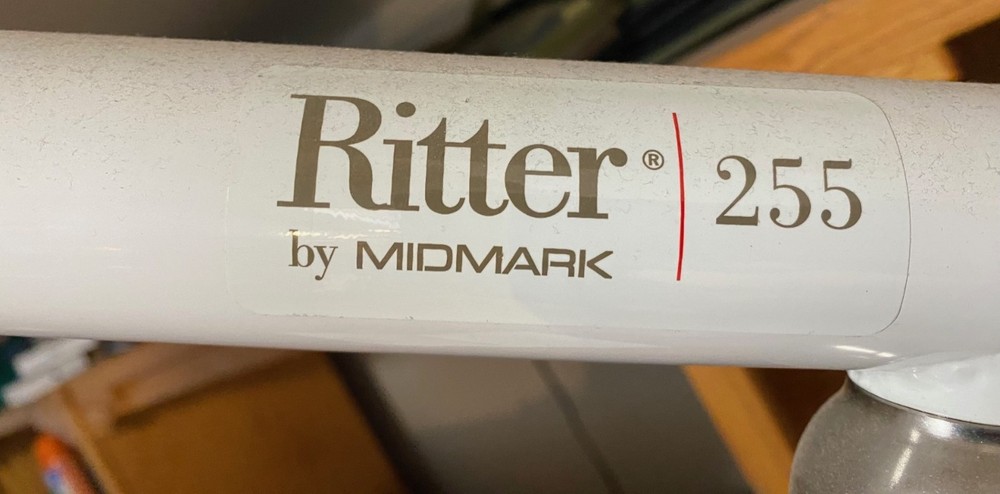 Ritter® | 255
by MIDMARK